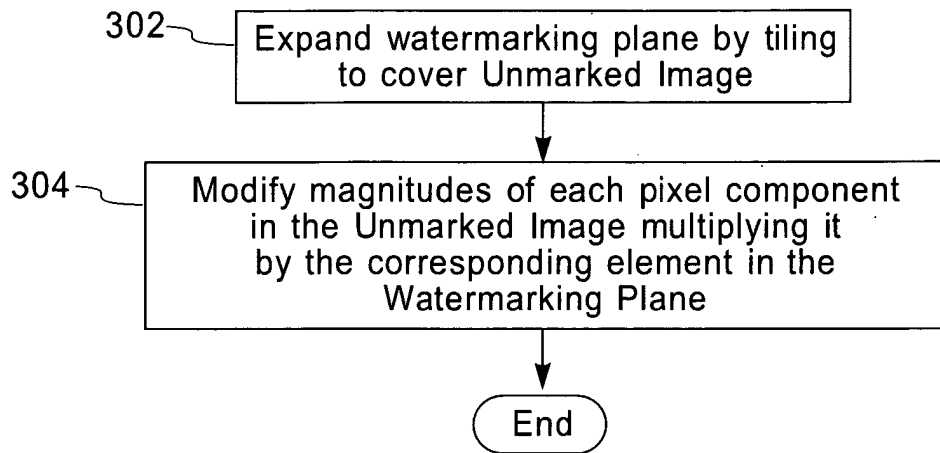 302
Expand watermarking plane by tiling
to cover Unmarked Image
304
Modify magnitudes of each pixel component
in the Unmarked Image multiplying it
by the corresponding element in the
Watermarking Plane
End